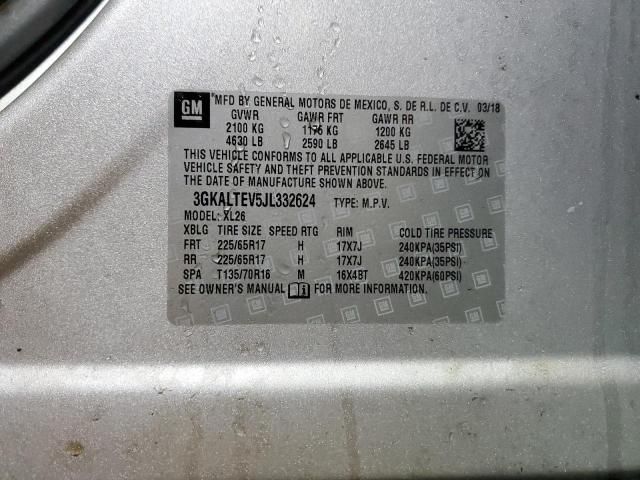 GM
*MFD BY GENERAL MOTORS DE MEXICO, S. DE R.L. DE C.V. 03/18
GVWR GAWR FRT GAWR RR
2100 KG 1175 KG 1200 KG
4630 LB 2590 LB 2645 LB
THIS VEHICLE CONFORMS TO ALL APPLICABLE U.S. FEDERAL MOTOR
VEHICLE SAFETY AND THEFT PREVENTION STANDARDS IN EFFECT ON
THE DATE OF MANUFACTURE SHOWN ABOVE.
3GKALTEV5JL332624 TYPE: M.P.V.
MODEL: XL26
XBLG TIRE SIZE SPEED RTG RIM COLD TIRE PRESSURE
FRT 225/65R17 H 17X7J 240KPA(35PSI)
RR 225/65R17 H 17X7J 240KPA(35PSI)
SPA T135/70R16 M 16X4BT 420KPA(60PSI)
SEE OWNER'S MANUAL FOR MORE INFORMATION.